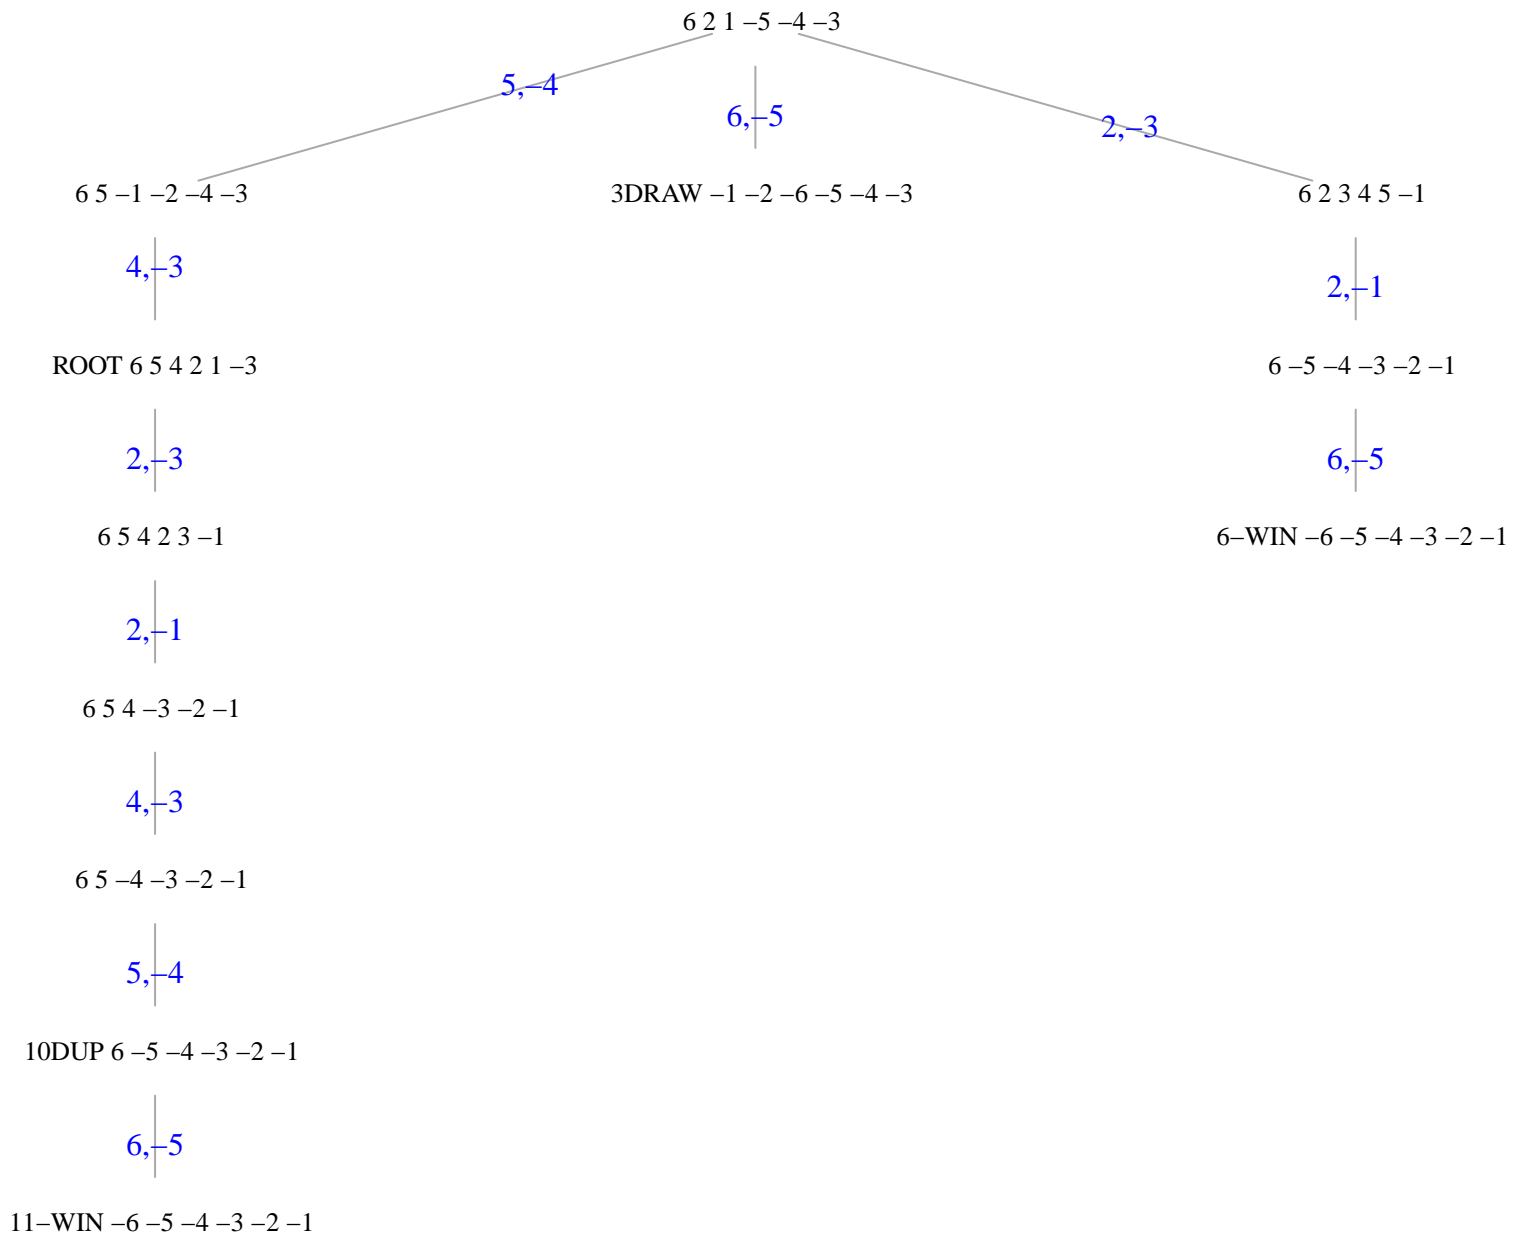 6 2 1 –5 –4 –3
5,–4
6,–5
2,–3
6 5 –1 –2 –4 –3
3DRAW –1 –2 –6 –5 –4 –3
6 2 3 4 5 –1
4,–3
2,–1
ROOT 6 5 4 2 1 –3
6 –5 –4 –3 –2 –1
2,–3
6,–5
6 5 4 2 3 –1
6–WIN –6 –5 –4 –3 –2 –1
2,–1
6 5 4 –3 –2 –1
4,–3
6 5 –4 –3 –2 –1
5,–4
10DUP 6 –5 –4 –3 –2 –1
6,–5
11–WIN –6 –5 –4 –3 –2 –1